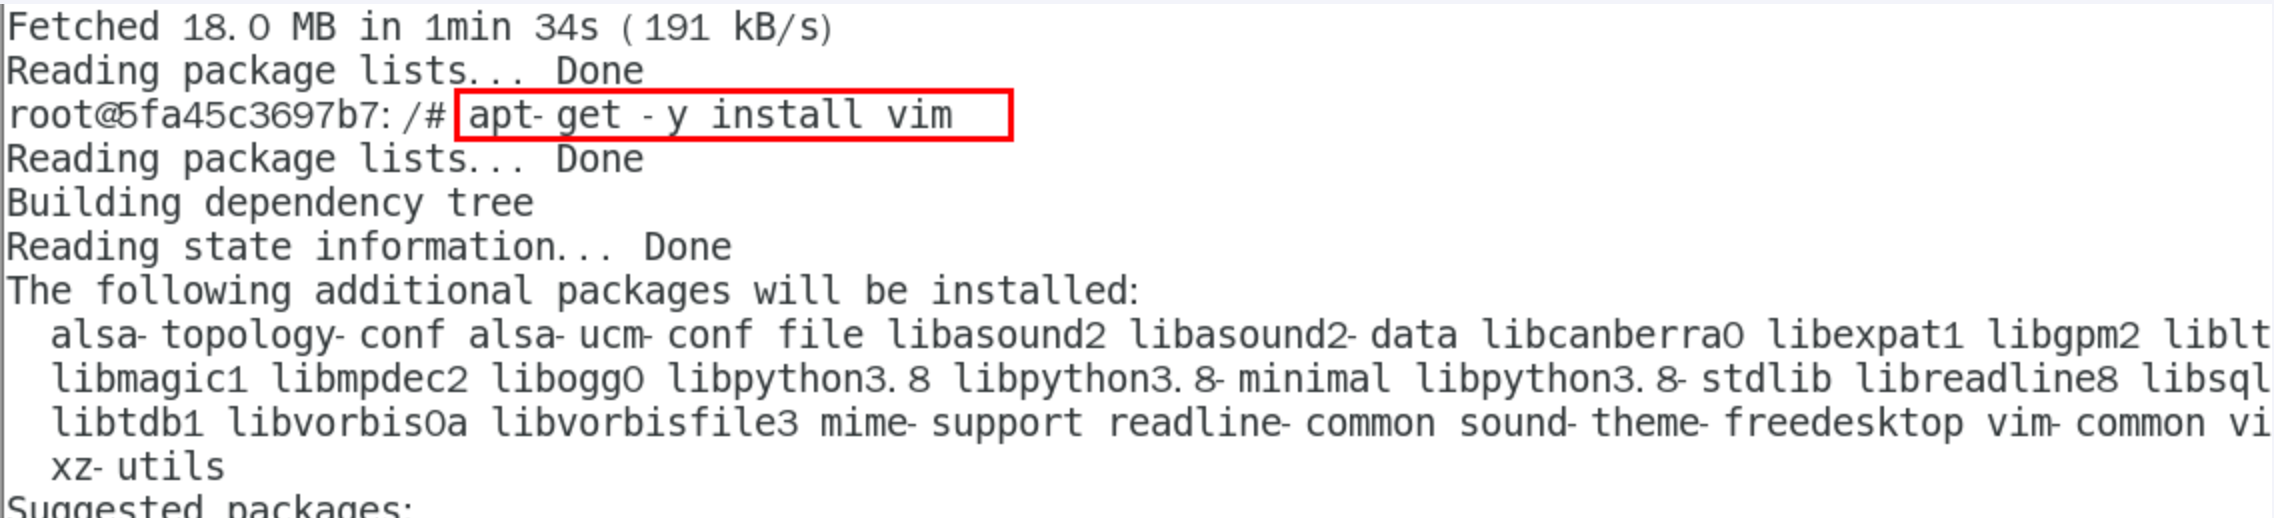 Fetched 18.0 MB in 1min 34s (191 kB/s)
Reading package lists... Done
root@5fa45c3697b7:/# apt-get -y install vim
Reading package lists... Done
Building dependency tree
Reading state information... Done
The following additional packages will be installed:
alsa-topology-conf alsa-ucm-conf file libasound2 libasound2-data libcanberra0 libexpat1 libgpm2 liblt
libmagic1 libmpdec2 libogg0 libpython3.8 libpython3.8-minimal libpython3.8-stdlib libreadline8 libsql
libtdb1 libvorbis0a libvorbisfile3 mime-support readline-common sound-theme-freedesktop vim-common vi
xz-utils
Suggested packages: